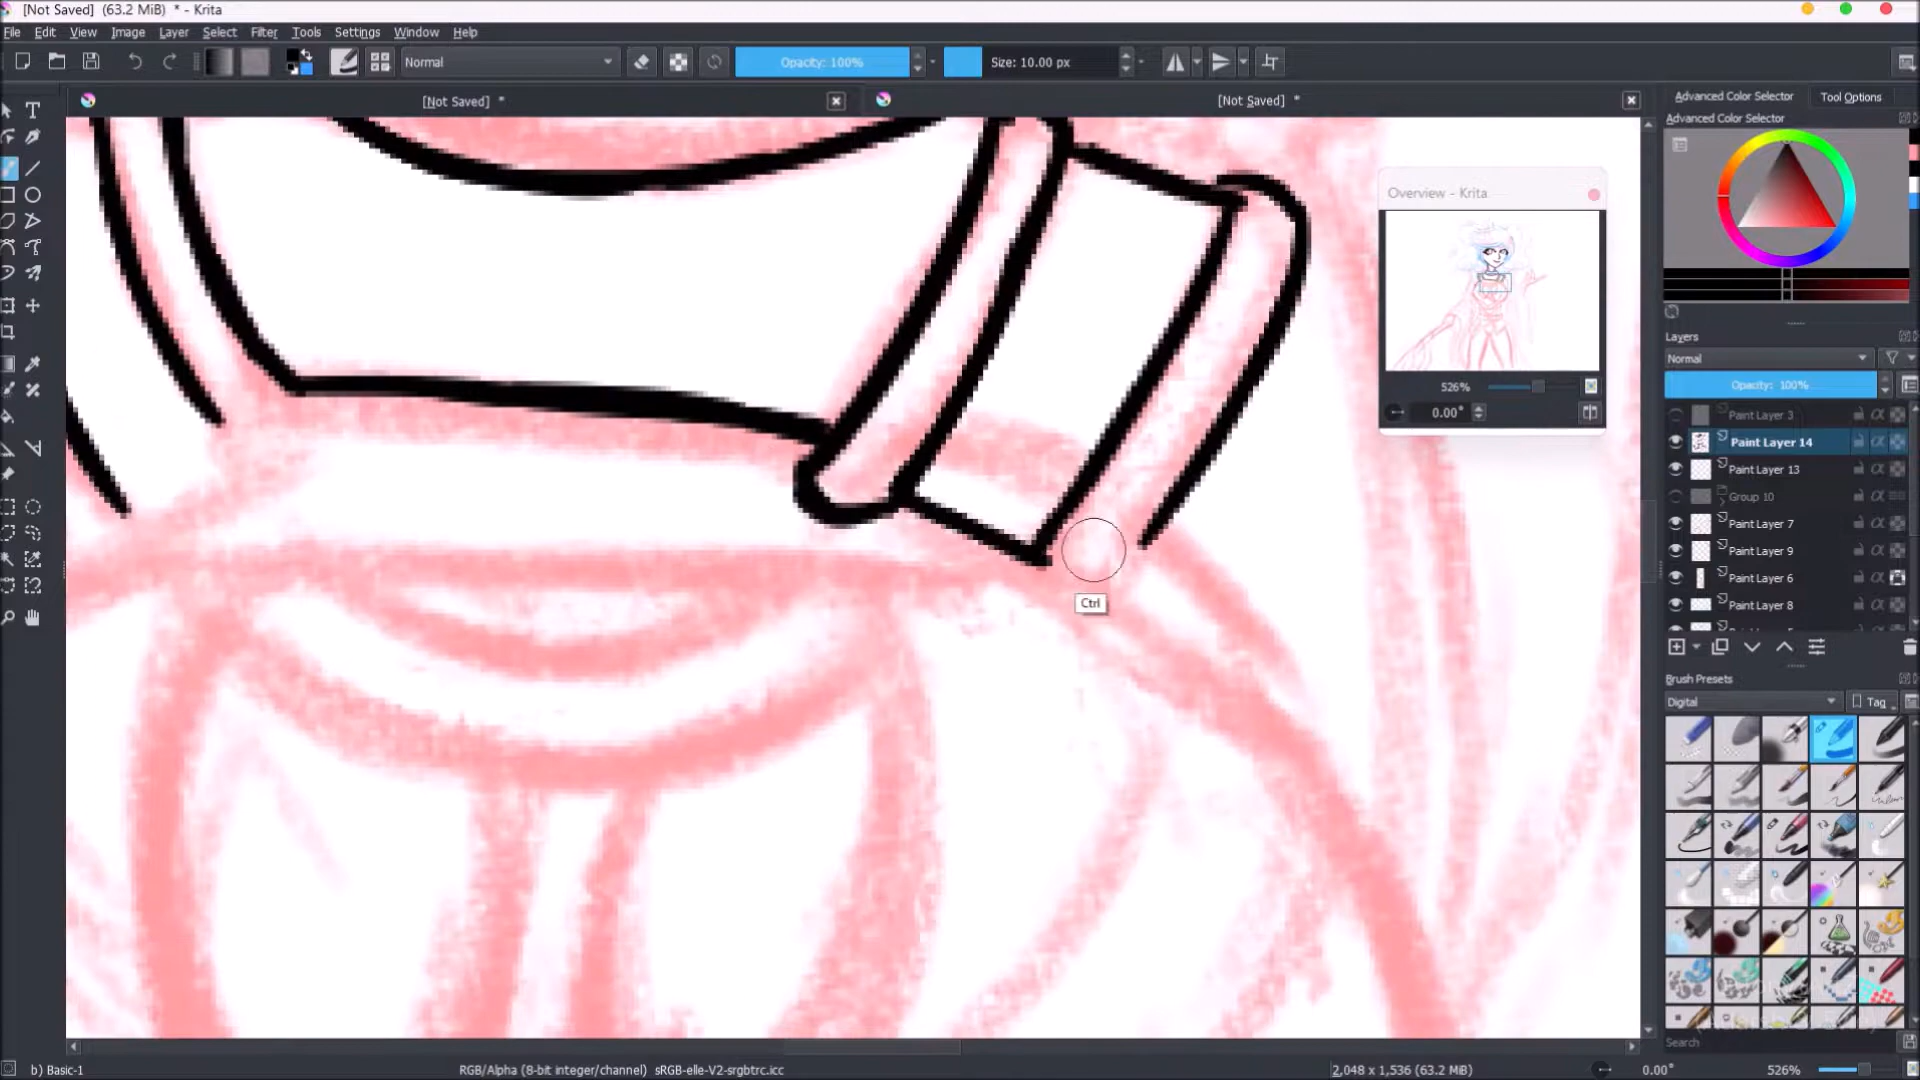 [Not Saved] (63.2 MiB) * - Krita
File Edit View Image Layer Select Filter Tools Settings Window Help
Normal Opacity: 100% Size: 10.00 px
[Not Saved] * [Not Saved] *
Advanced Color Selector Tool Options
Advanced Color Selector
Overview - Krita
526%
0.00°
Ctrl
Layers
Normal
Opacity: 100%
Paint Layer 3
Paint Layer 14
Paint Layer 13
Group 10
Paint Layer 7
Paint Layer 9
Paint Layer 6
Paint Layer 8
Brush Presets
Digital Tag
Search
b) Basic-1 RGB/Alpha (8-bit integer/channel) sRGB-elle-V2-srgbtrc.icc 2,048 x 1,536 (63.2 MiB) 0.00° 526%